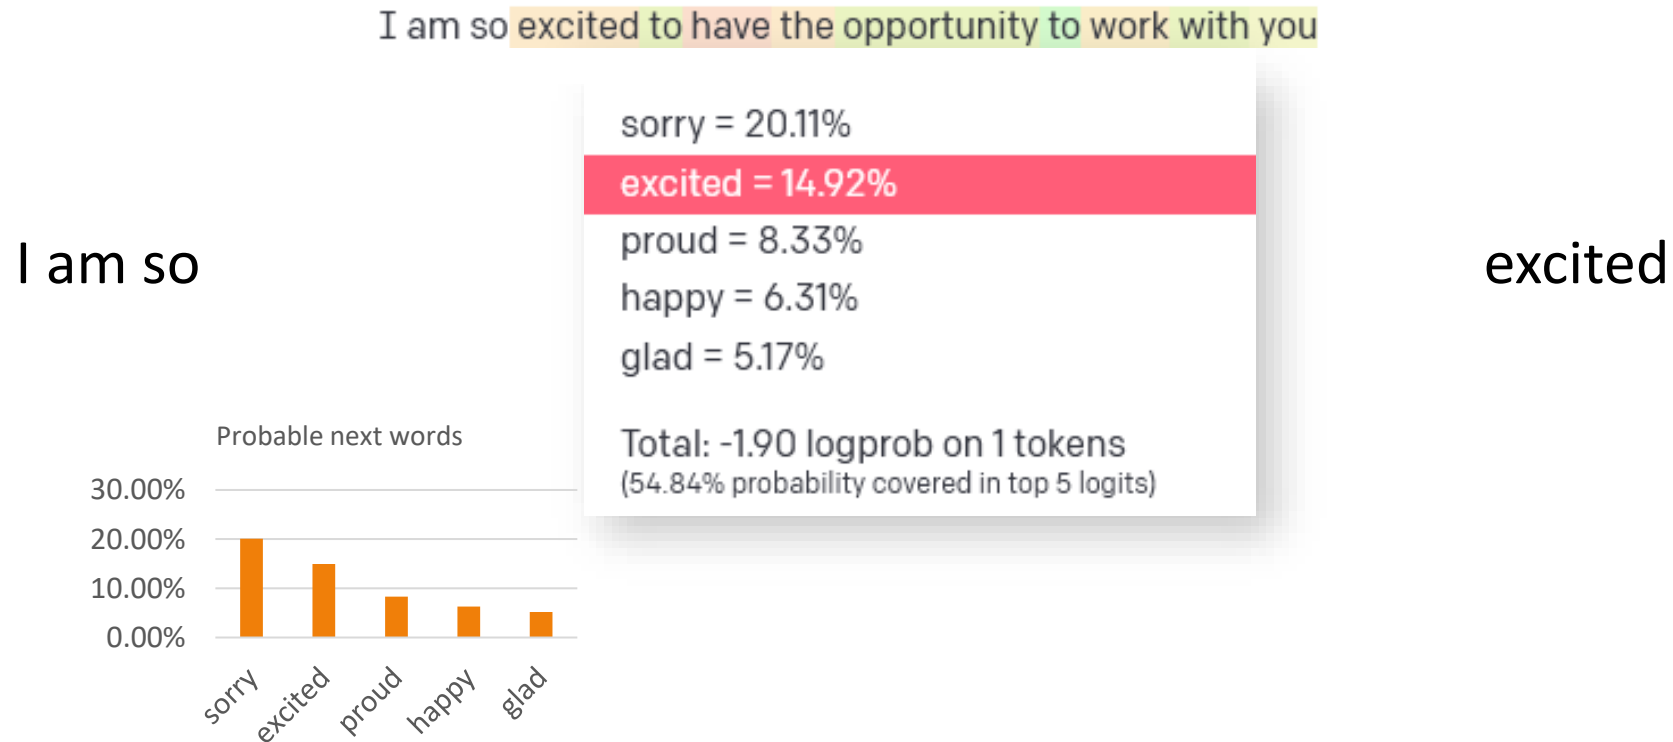 I am so excited to have the opportunity to work with you
sorry = 20.11%
excited = 14.92%
proud = 8.33%
happy = 6.31%
glad = 5.17%
Total: -1.90 logprob on 1 tokens
(54.84% probability covered in top 5 logits)
I am so
excited
Probable next words
30.00%
20.00%
10.00%
0.00%
sorry
excited
proud
happy
glad